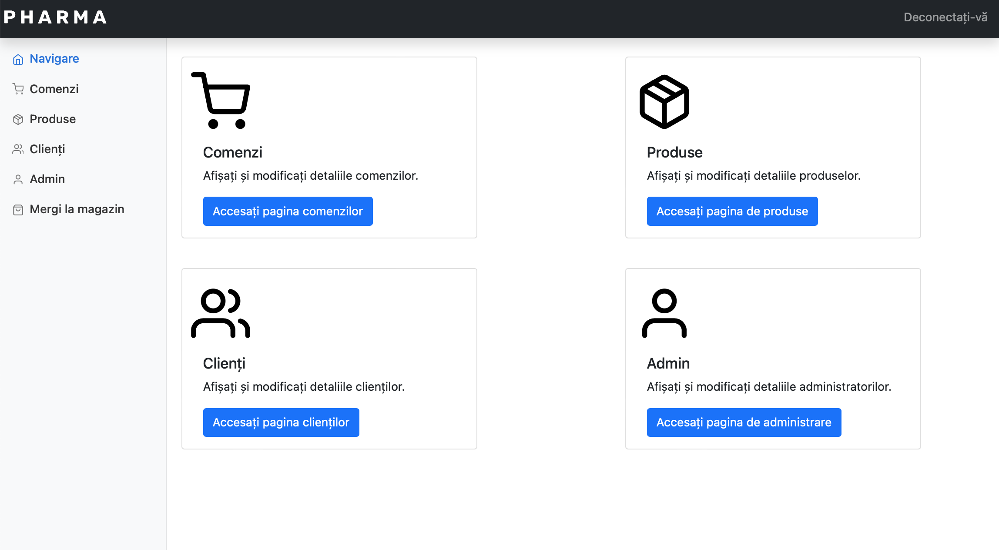 PHARMA
Deconectați-vă
Navigare
Comenzi
Produse
Clienți
Admin
Mergi la magazin
Comenzi
Afișați și modificați detaliile comenzilor.
Accesați pagina comenzilor
Produse
Afișați și modificați detaliile produselor.
Accesați pagina de produse
Clienți
Afișați și modificați detaliile clienților.
Accesați pagina clienților
Admin
Afișați și modificați detaliile administratorilor.
Accesați pagina de administrare